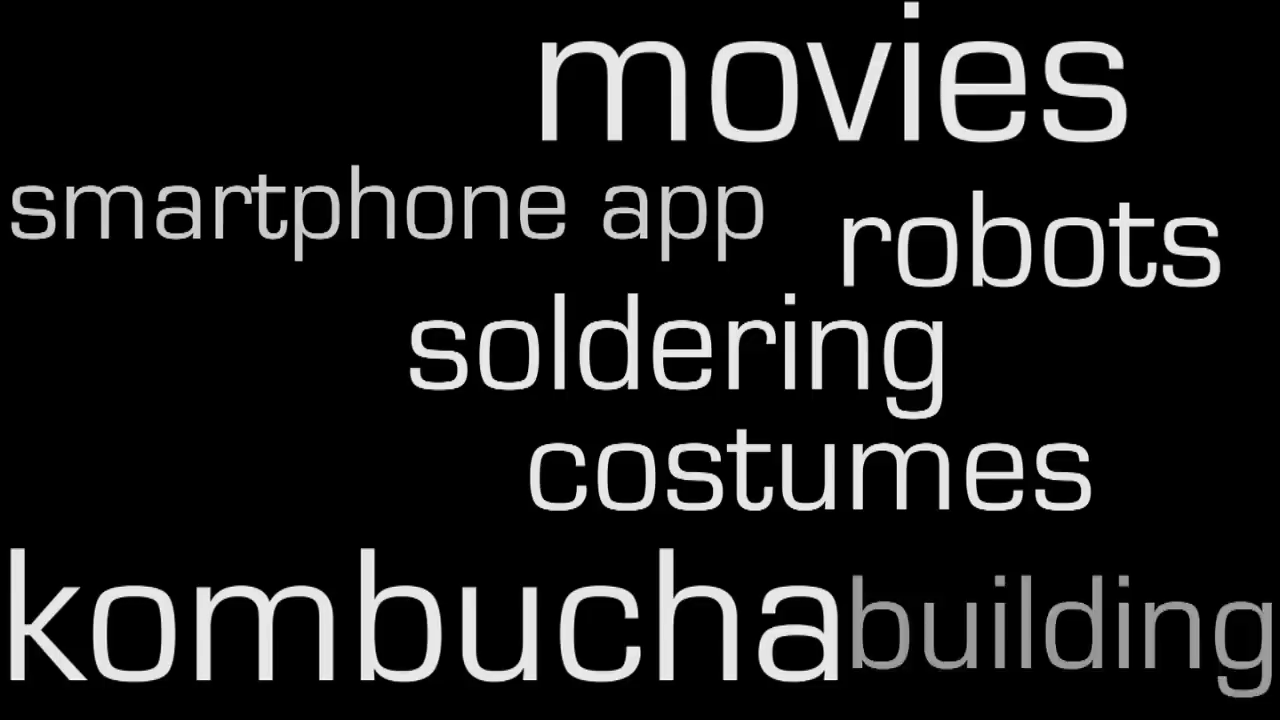 movies
smartphone app
robots
soldering
costumes
kombucha
building